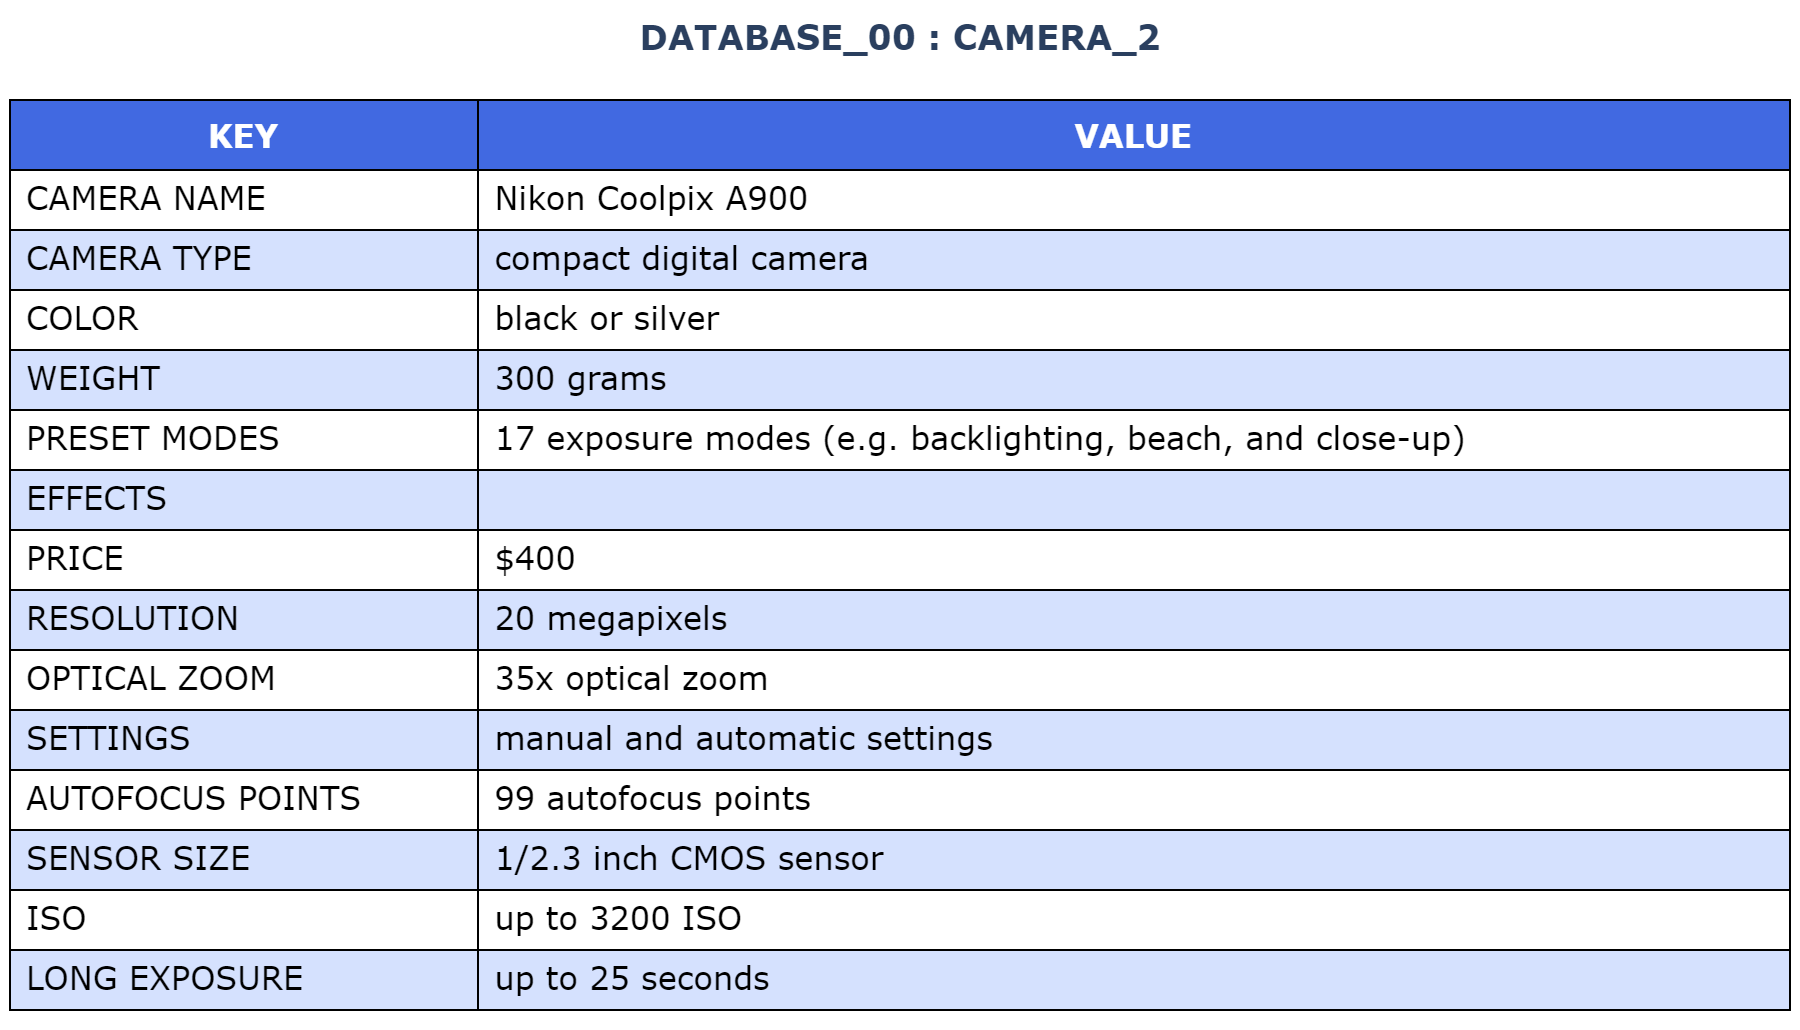 DATABASE_00 : CAMERA_2
KEY VALUE
CAMERA NAME Nikon Coolpix A900
CAMERA TYPE compact digital camera
COLOR black or silver
WEIGHT 300 grams
PRESET MODES 17 exposure modes (e.g. backlighting, beach, and close-up)
EFFECTS
PRICE $400
RESOLUTION 20 megapixels
OPTICAL ZOOM 35x optical zoom
SETTINGS manual and automatic settings
AUTOFOCUS POINTS 99 autofocus points
SENSOR SIZE 1/2.3 inch CMOS sensor
ISO up to 3200 ISO
LONG EXPOSURE up to 25 seconds